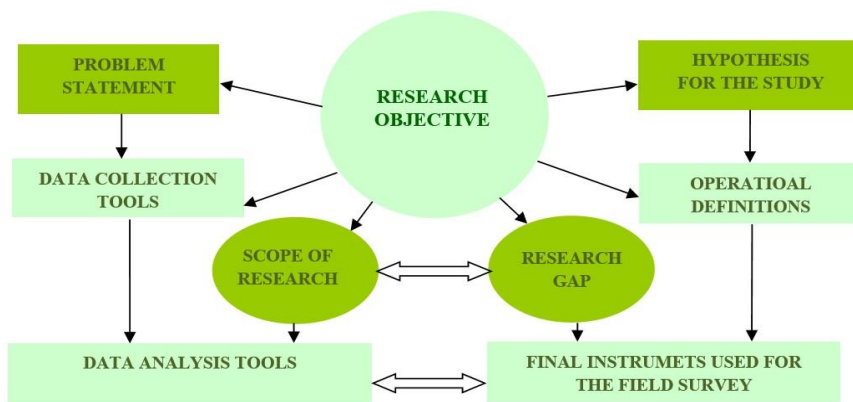 PROBLEM
STATEMENT
RESEARCH
OBJECTIVE
HYPOTHESIS
FOR THE STUDY
DATA COLLECTION
TOOLS
OPERATIOAL
DEFINITIONS
SCOPE OF
RESEARCH
RESEARCH
GAP
DATA ANALYSIS TOOLS
FINAL INSTRUMETS USED FOR
THE FIELD SURVEY